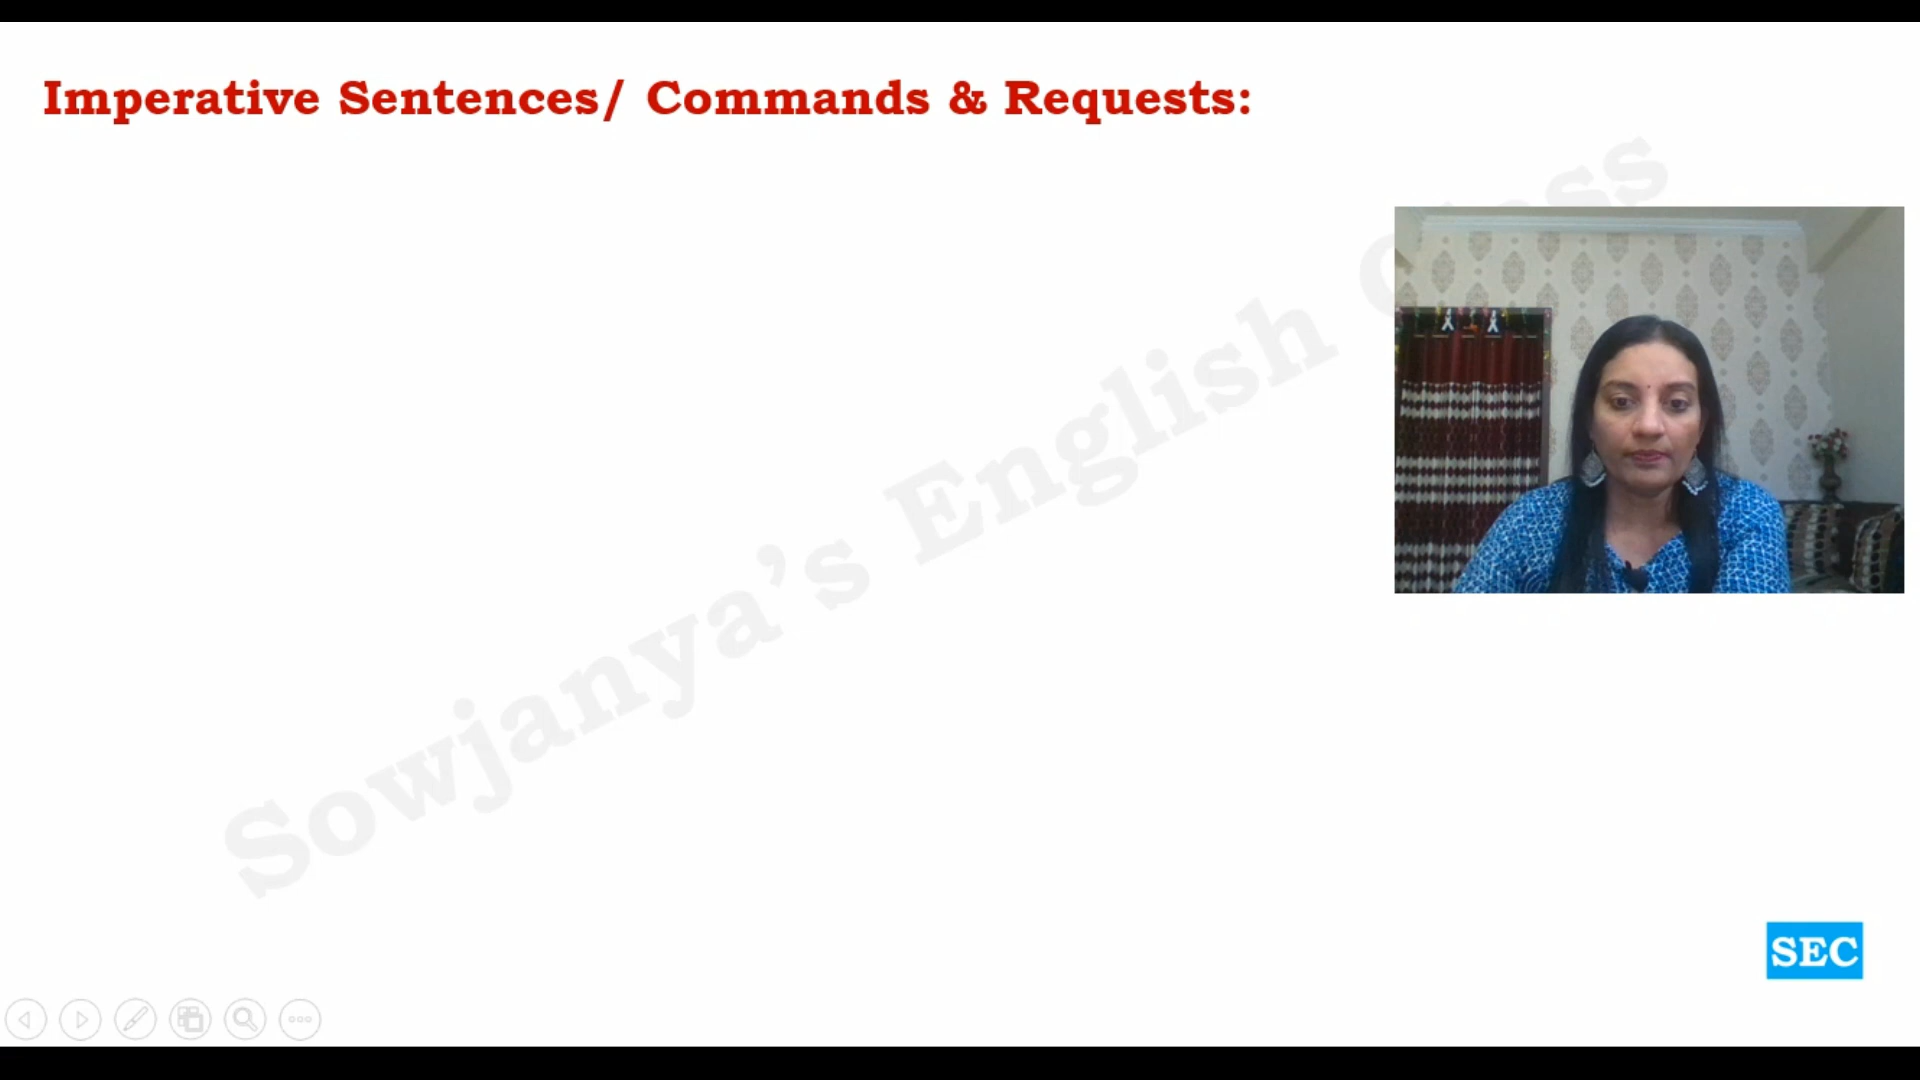 Imperative Sentences/ Commands & Requests:
Sowjanya's English Class
SEC